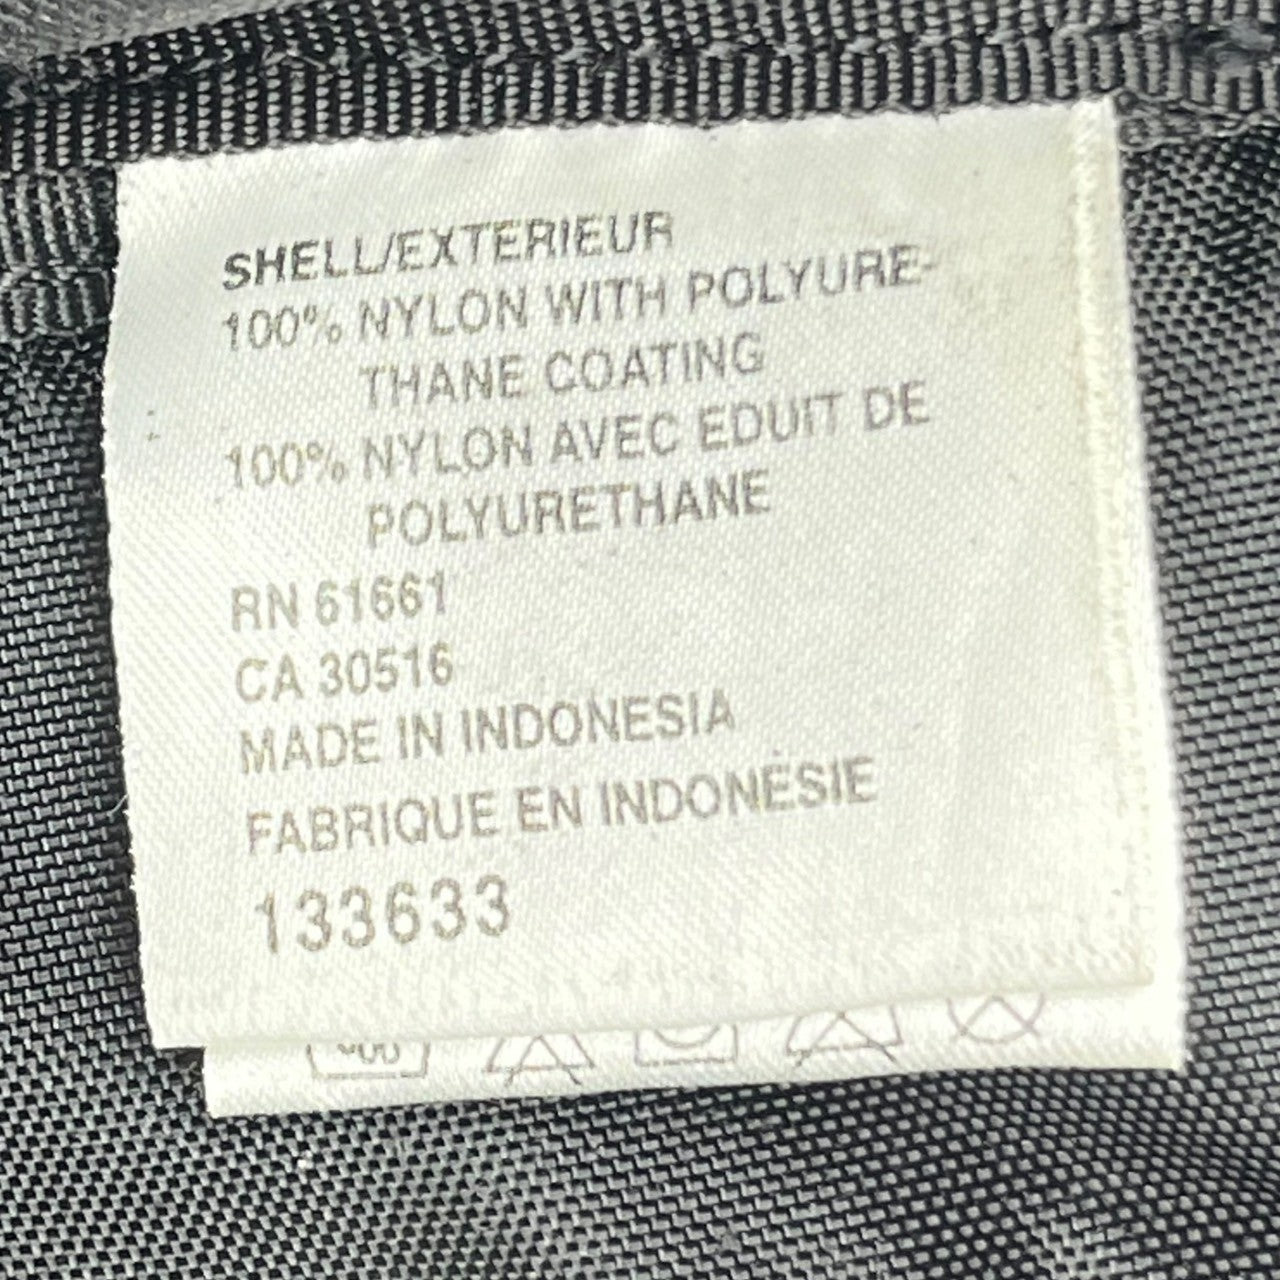 SHELL/EXTERIEUR
100% NYLON WITH POLYURE-
THANE COATING
100% NYLON AVEC EDUIT DE
POLYURETHANE
RN 61661
CA 30516
MADE IN INDONESIA
FABRIQUE EN INDONÉSIE
133633